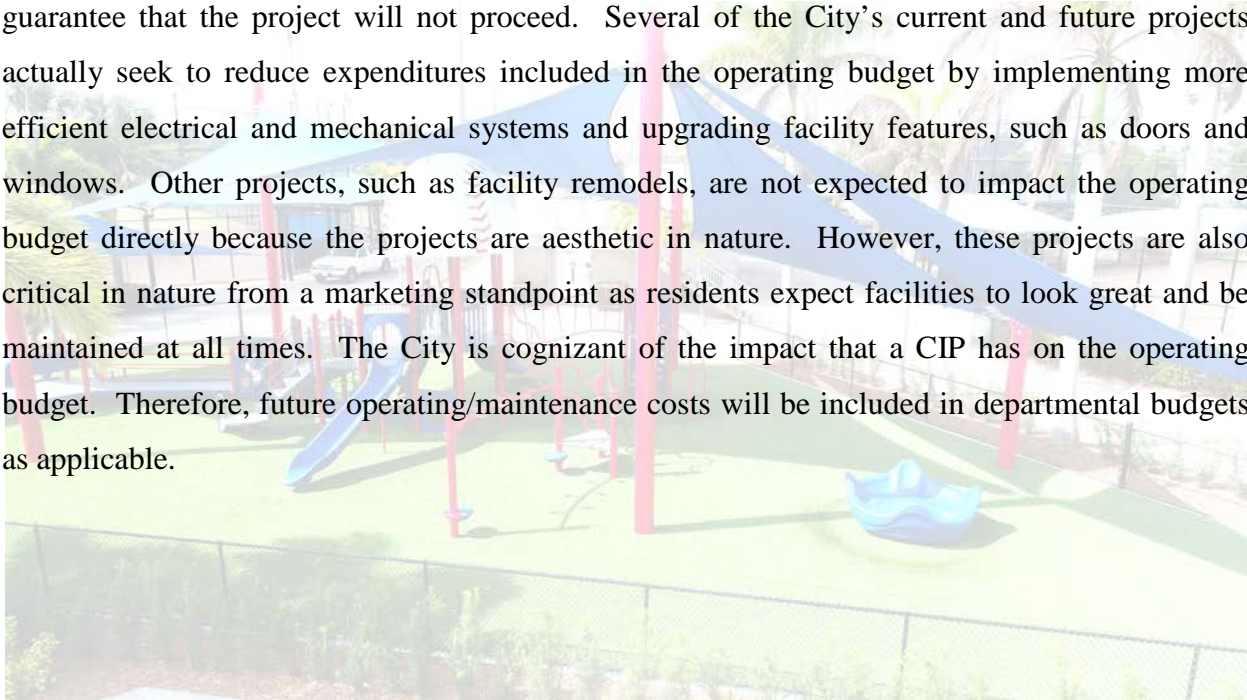 guarantee that the project will not proceed. Several of the City’s current and future projects
actually seek to reduce expenditures included in the operating budget by implementing more
efficient electrical and mechanical systems and upgrading facility features, such as doors and
windows. Other projects, such as facility remodels, are not expected to impact the operating
budget directly because the projects are aesthetic in nature. However, these projects are also
critical in nature from a marketing standpoint as residents expect facilities to look great and be
maintained at all times. The City is cognizant of the impact that a CIP has on the operating
budget. Therefore, future operating/maintenance costs will be included in departmental budgets
as applicable.